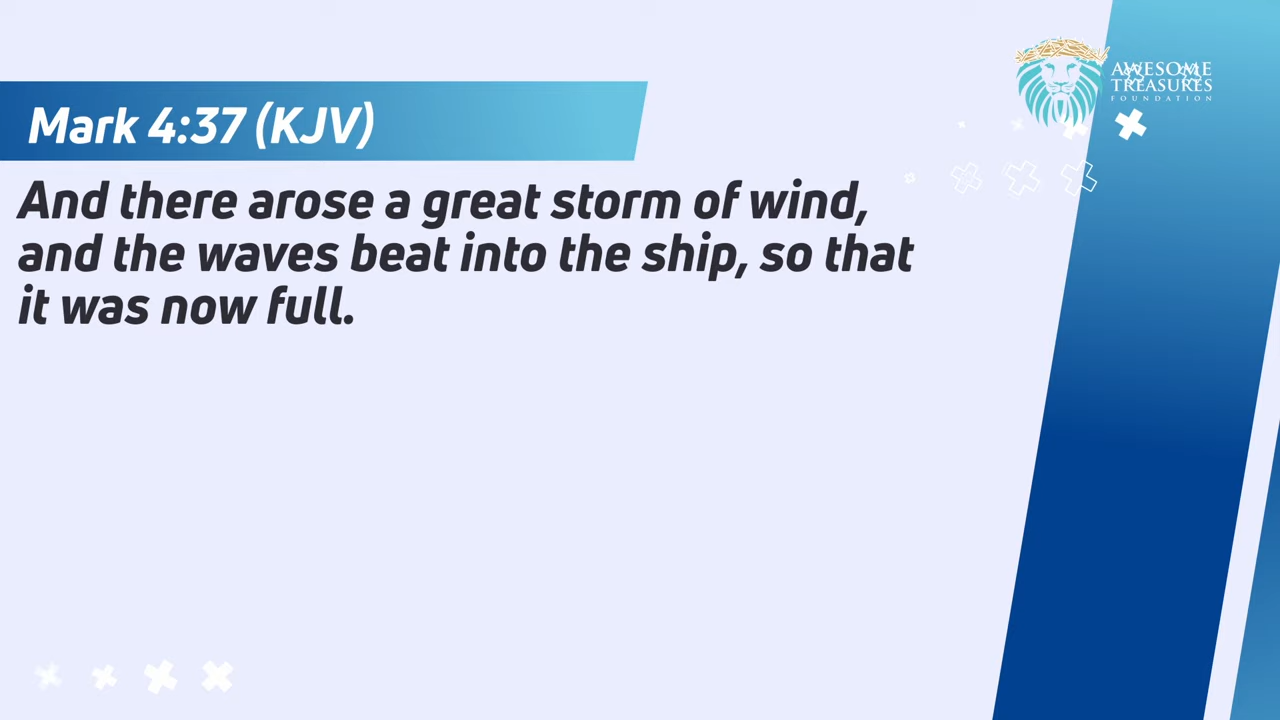 AWESOME
TREASURES
FOUNDATION
Mark 4:37 (KJV)
And there arose a great storm of wind,
and the waves beat into the ship, so that
it was now full.